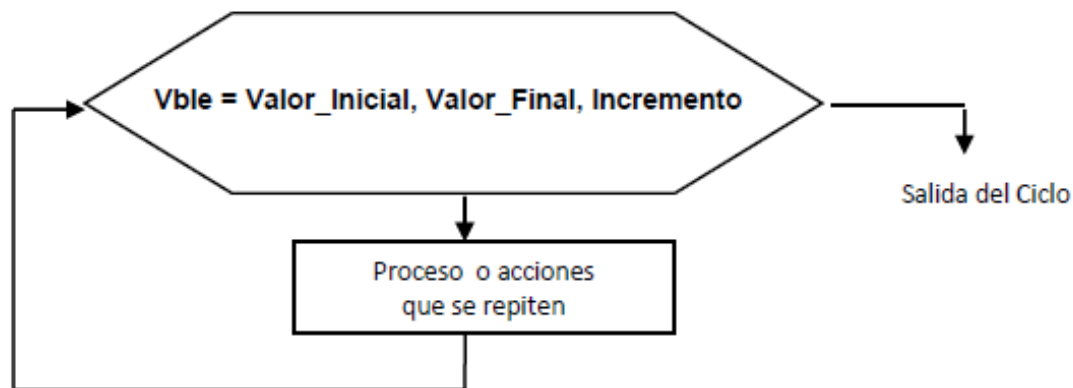 Vble = Valor_Inicial, Valor_Final, Incremento
Salida del Ciclo
Proceso o acciones
que se repiten